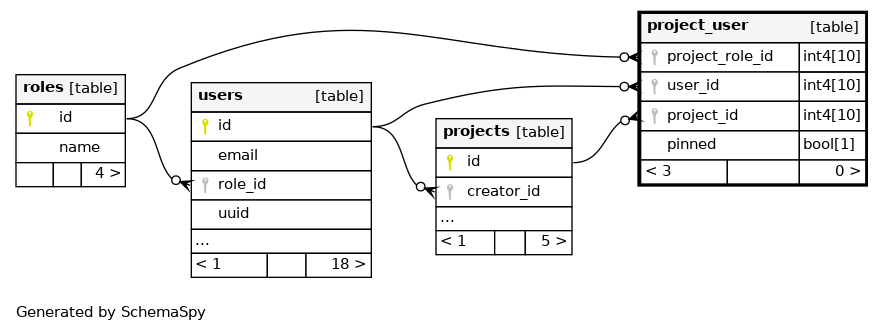 roles [table]
id
name
4 >
users [table]
id
email
role_id
uuid
...
< 1 18 >
projects [table]
id
creator_id
...
< 1 5 >
project_user [table]
project_role_id int4[10]
user_id int4[10]
project_id int4[10]
pinned bool[1]
< 3 0 >
Generated by SchemaSpy